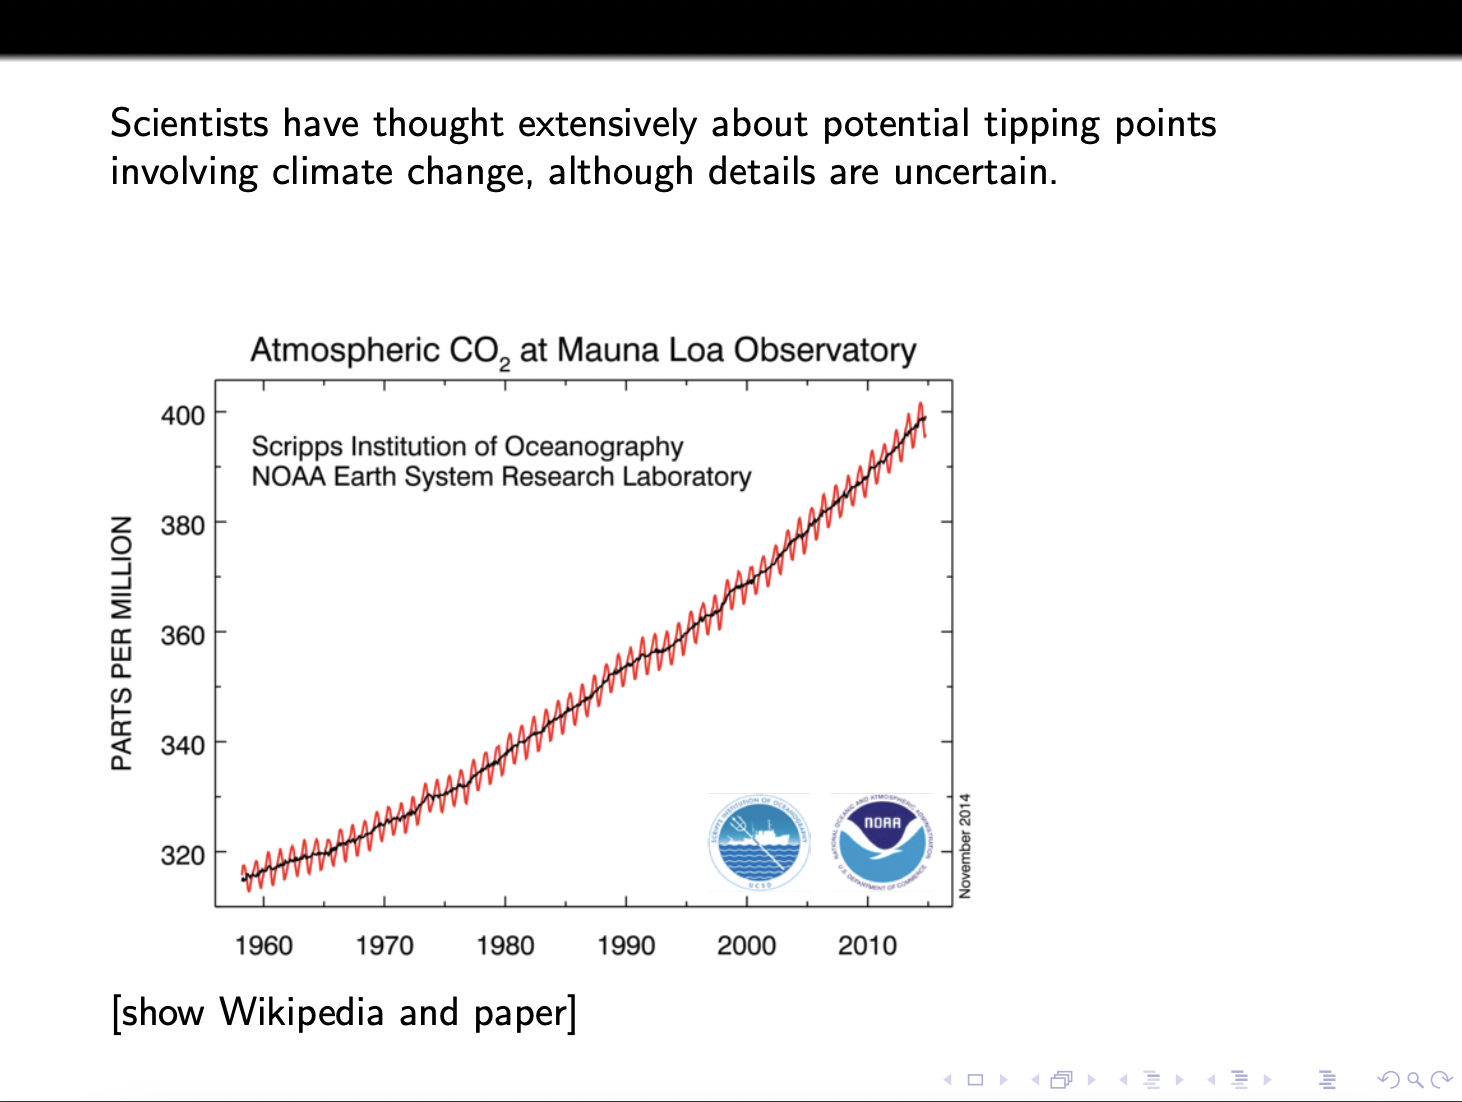 Scientists have thought extensively about potential tipping points
involving climate change, although details are uncertain.
Atmospheric CO₂ at Mauna Loa Observatory
Scripps Institution of Oceanography
NOAA Earth System Research Laboratory
PARTS PER MILLION
400
380
360
340
320
1960 1970 1980 1990 2000 2010
SCRIPPS INSTITUTION OF OCEANOGRAPHY
UCSD
NATIONAL OCEANIC AND ATMOSPHERIC ADMINISTRATION
NOAA
U.S. DEPARTMENT OF COMMERCE
November 2014
[show Wikipedia and paper]